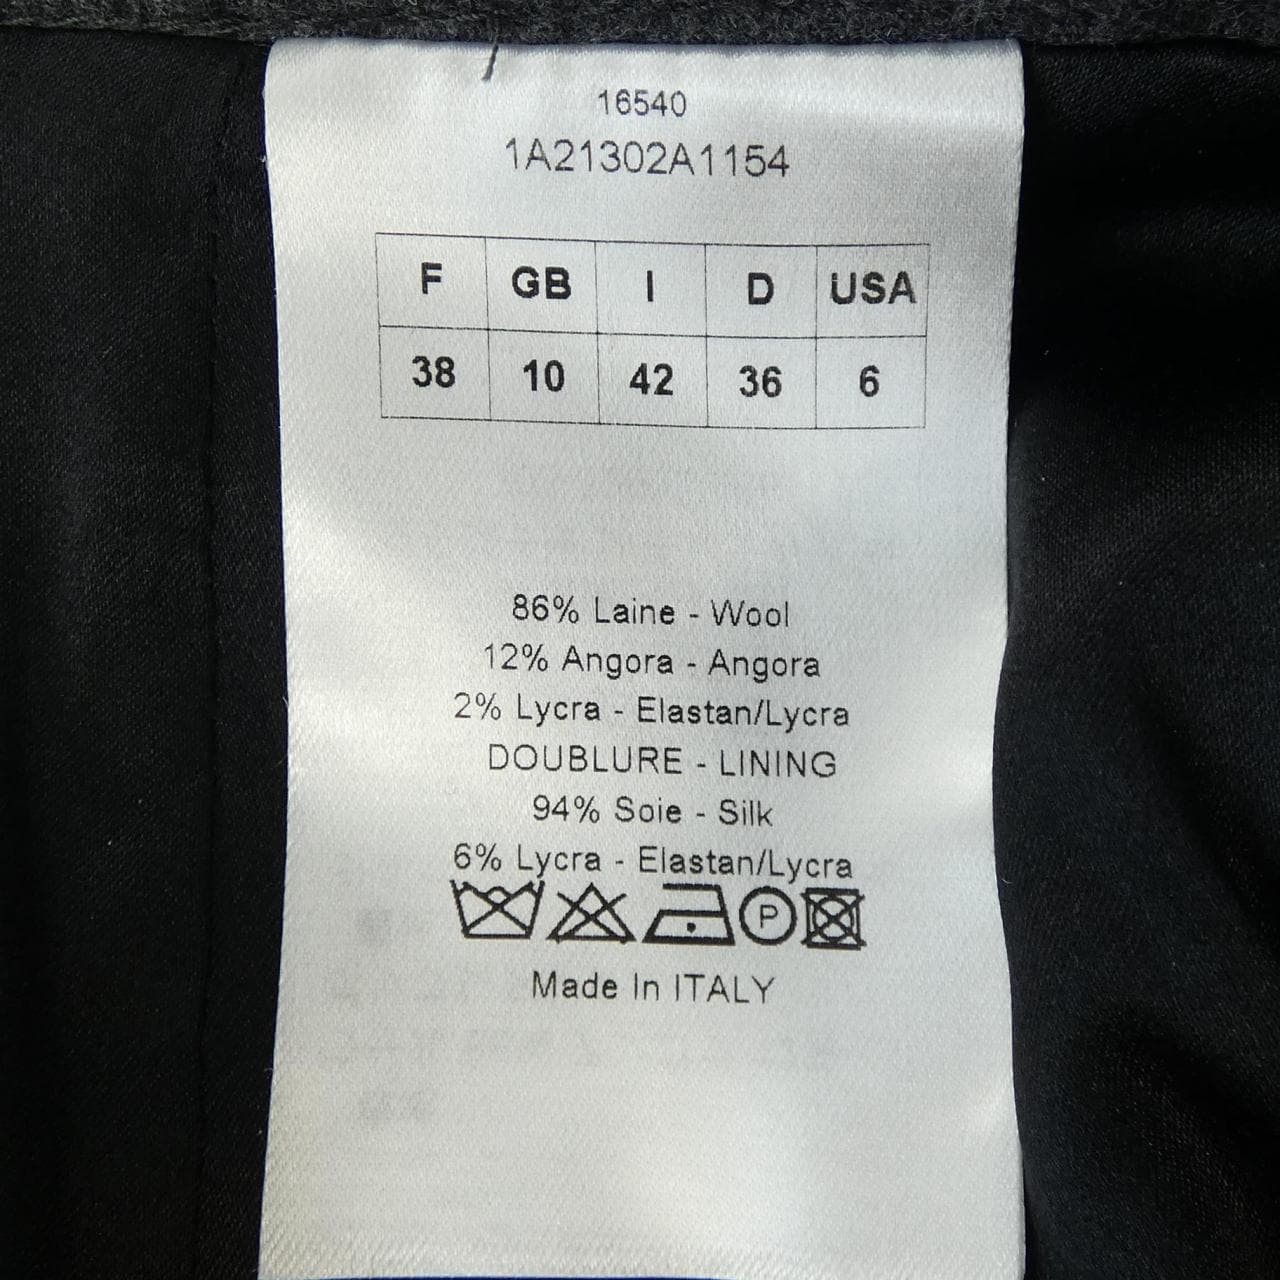 16540
1A21302A1154
F GB I D USA
38 10 42 36 6
86% Laine - Wool
12% Angora - Angora
2% Lycra - Elastan/Lycra
DOUBLURE - LINING
94% Soie - Silk
6% Lycra - Elastan/Lycra
P
Made In ITALY